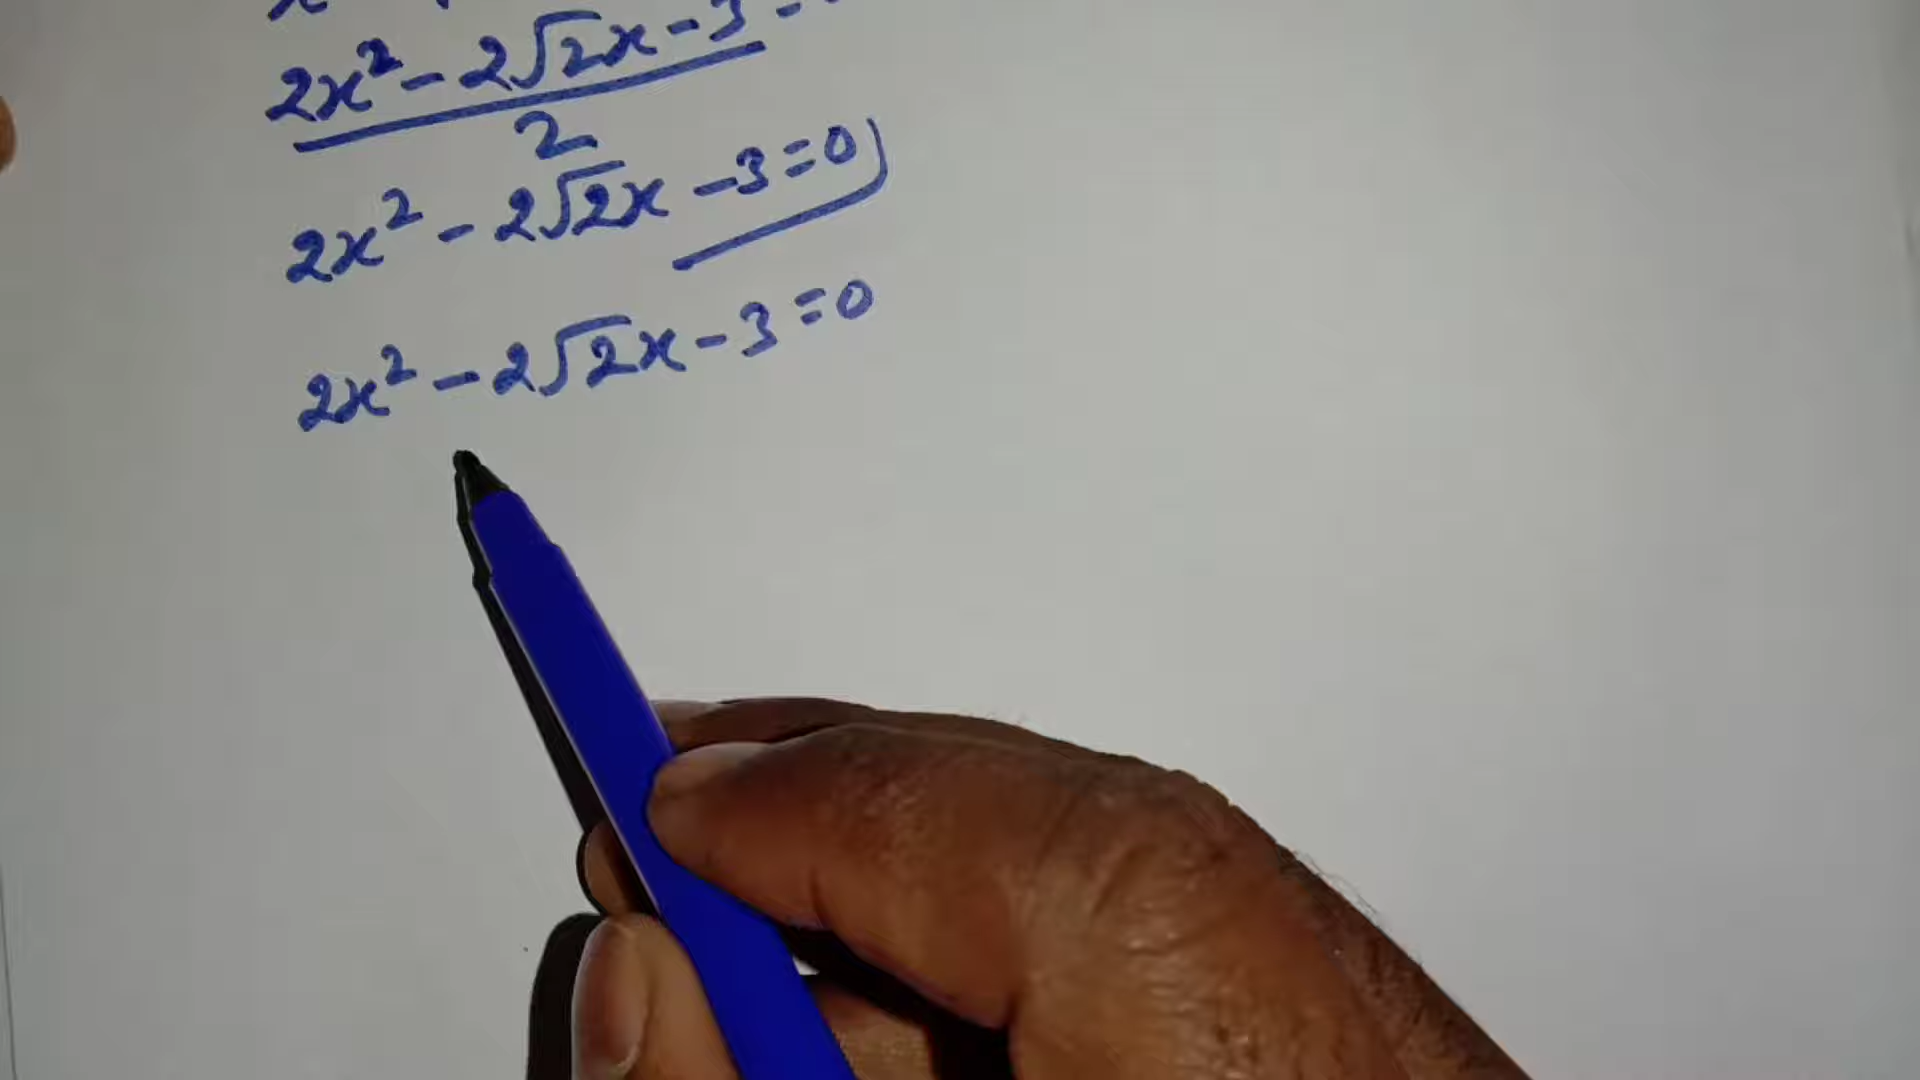 2x² - 2√2x - 3
2
2x² - 2√2x - 3 = 0
2x² - 2√2x - 3 = 0